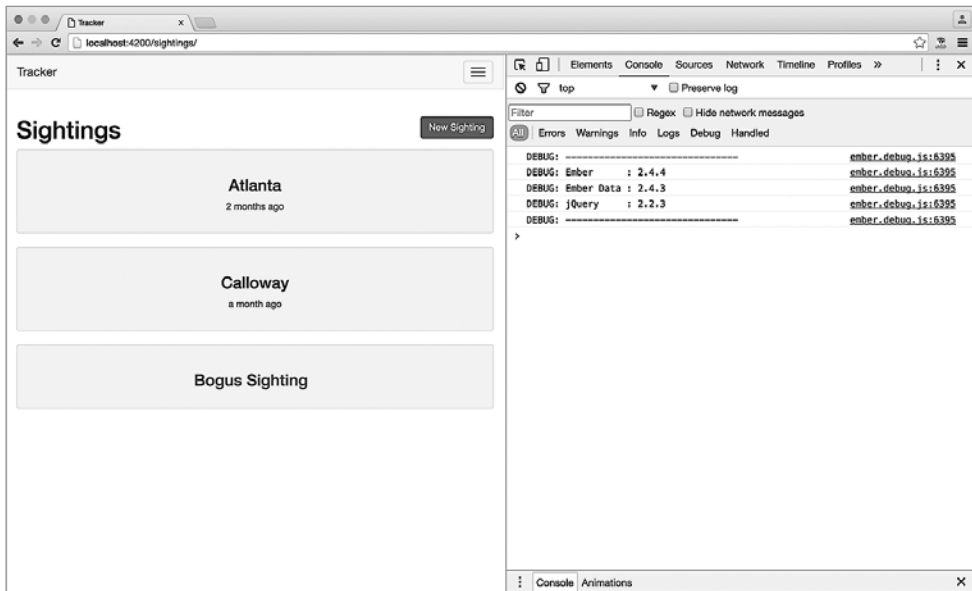 Tracker
localhost:4200/sightings/
Tracker
Sightings
New Sighting
Atlanta
2 months ago
Calloway
a month ago
Bogus Sighting
Elements Console Sources Network Timeline Profiles »
top ▼ Preserve log
Filter Regex Hide network messages
All Errors Warnings Info Logs Debug Handled
DEBUG: ------------------------------- ember.debug.js:6395
DEBUG: Ember : 2.4.4 ember.debug.js:6395
DEBUG: Ember Data : 2.4.3 ember.debug.js:6395
DEBUG: jQuery : 2.2.3 ember.debug.js:6395
DEBUG: ------------------------------- ember.debug.js:6395
>
Console Animations